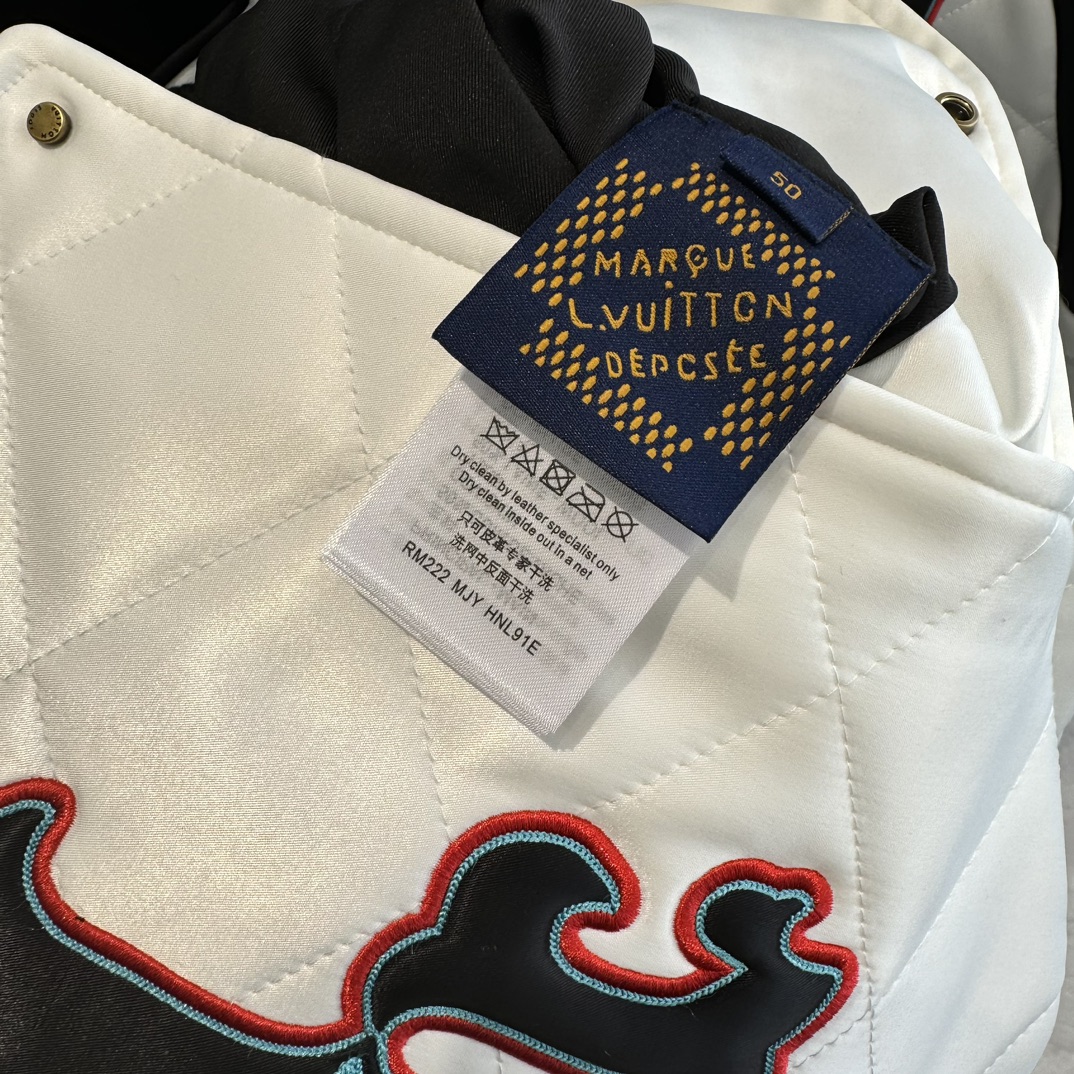 50
MARQUE
L.VUITTON
DÉPOSÉE
Dry clean by leather specialist only
Dry clean inside out in a net
只可皮革专家干洗
洗网中反面干洗
RM222 MJY HNL91E